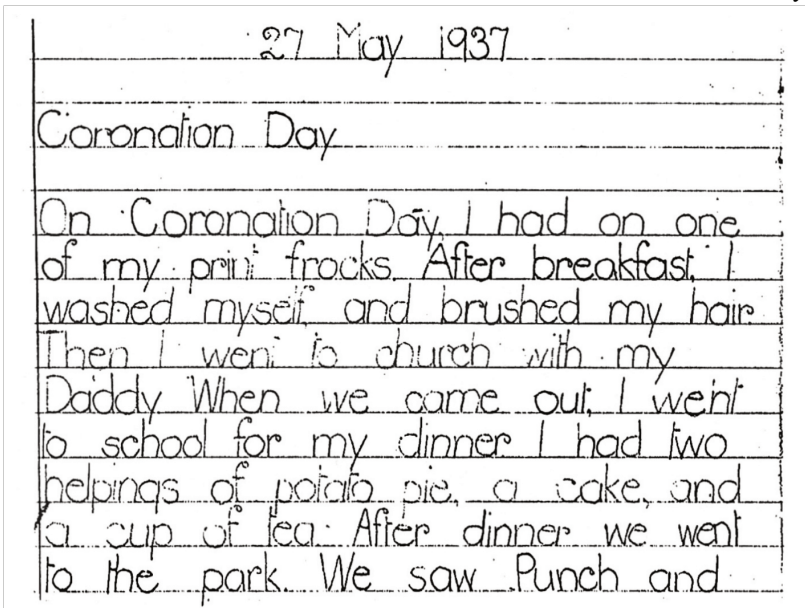 27 May 1937
Coronation Day
On Coronation Day, I had on one
of my print frocks. After breakfast, I
washed myself, and brushed my hair.
Then I went to church with my
Daddy When we came out, I went
to school for my dinner I had two
helpings of potato pie, a cake, and
a cup of tea. After dinner we went
to the park. We saw Punch and